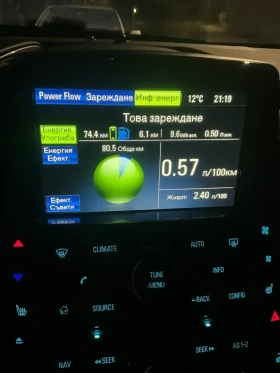 Power Flow Зареждане Инф. енерг 12°C 21:19
Това зареждане
Енергия Употреба
74.4 км 6.1 км 9.6 kWh изп. 0.50 Л изп.
80.5 Общо км
Енергия Ефект.
0.57 л/100км
Живот: 2.40 л/100
Ефект. Съвети
CLIMATE AUTO
TUNE /MENU INFO
SOURCE BACK CONFIG
NAV SEEK SEEK AS 1-2